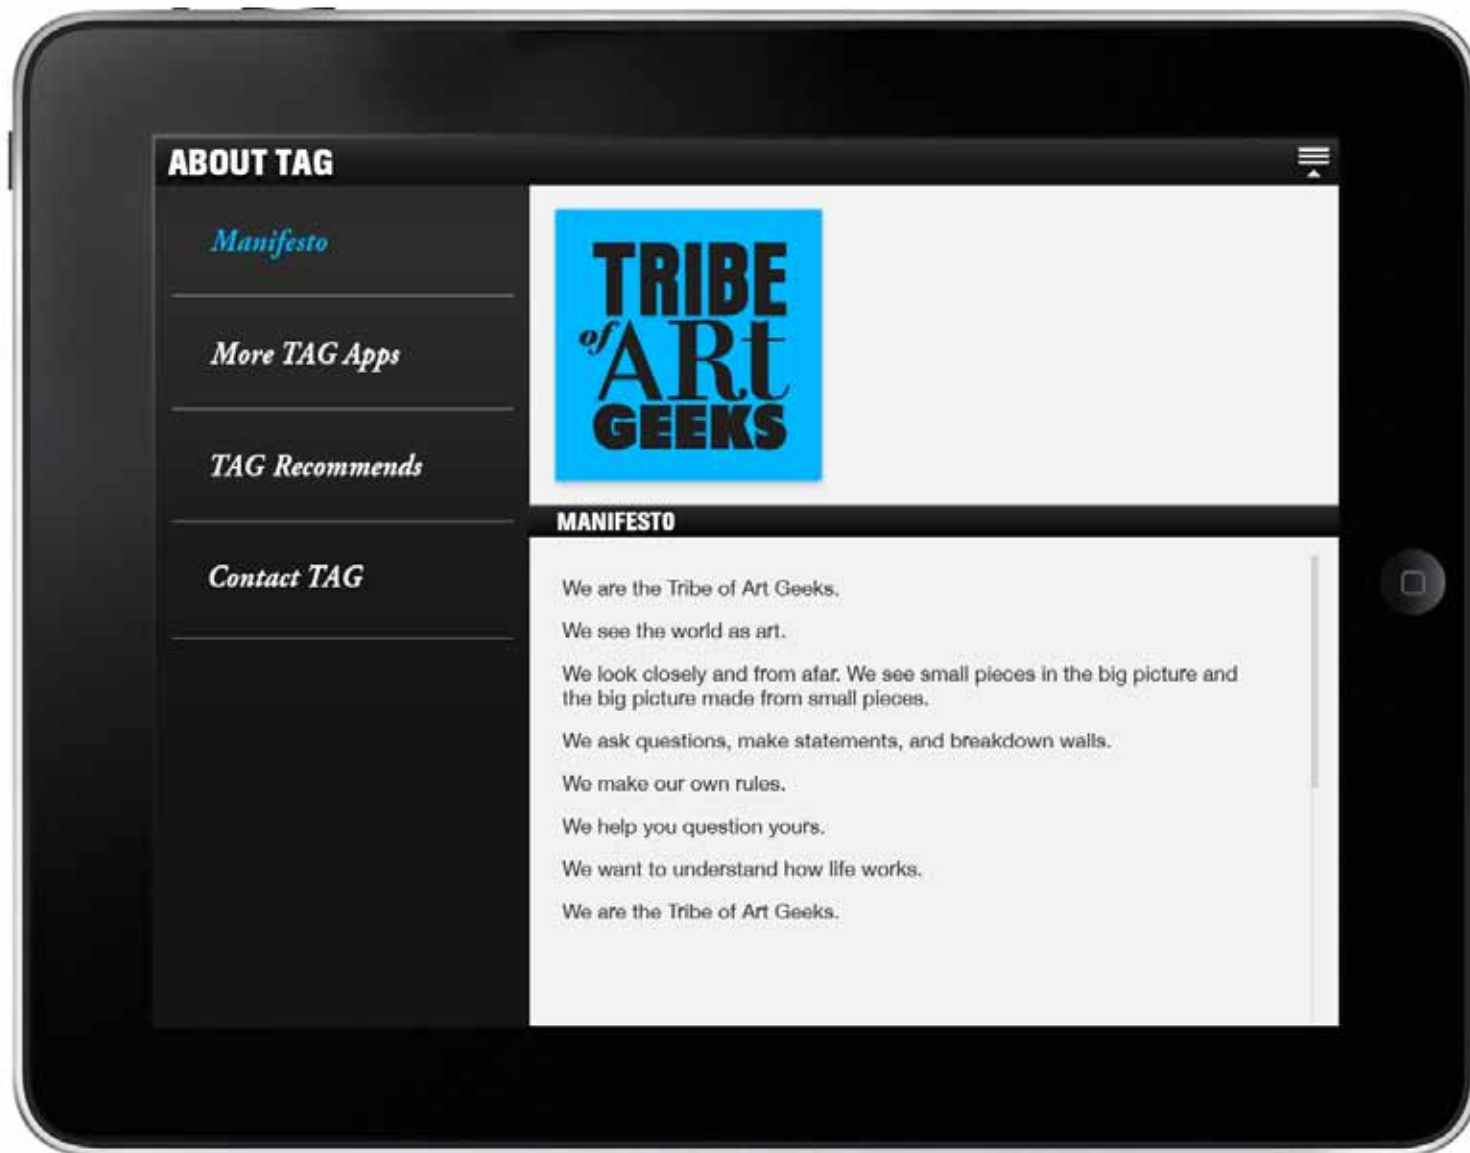 ABOUT TAG
Manifesto
More TAG Apps
TAG Recommends
Contact TAG
TRIBE
of ARt
GEEKS
MANIFESTO
We are the Tribe of Art Geeks.
We see the world as art.
We look closely and from afar. We see small pieces in the big picture and
the big picture made from small pieces.
We ask questions, make statements, and breakdown walls.
We make our own rules.
We help you question yours.
We want to understand how life works.
We are the Tribe of Art Geeks.